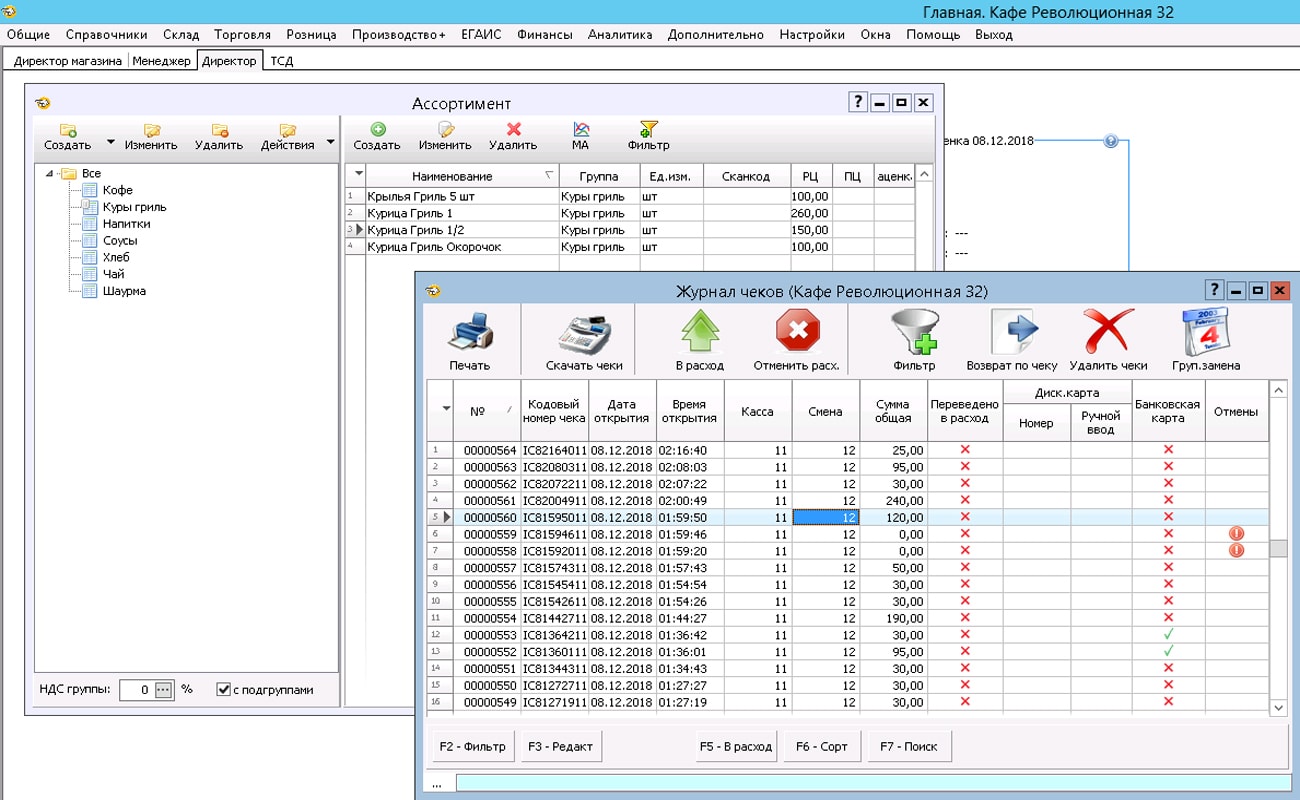 Главная. Кафе Революционная 32
Общие Справочники Склад Торговля Розница Производство+ ЕГАИС Финансы Аналитика Дополнительно Настройки Окна Помощь Выход
Директор магазина Менеджер Директор ТСД
Ассортимент
Создать Изменить Удалить Действия Создать Изменить Удалить МА Фильтр
енка 08.12.2018
Все
Кофе
Куры гриль
Напитки
Соусы
Хлеб
Чай
Шаурма
Наименование Группа Ед.изм. Сканкод РЦ ПЦ аценк.
1 Крылья Гриль 5 шт Куры гриль шт 100,00
2 Курица Гриль 1 Куры гриль шт 260,00
3 Курица Гриль 1/2 Куры гриль шт 150,00
4 Курица Гриль Окорочок Куры гриль шт 100,00
: ---
: ---
НДС группы: 0 ... % с подгруппами
Журнал чеков (Кафе Революционная 32)
2003
February
4
Печать Скачать чеки В расход Отменить расх. Фильтр Возврат по чеку Удалить чеки Груп.замена
№ Кодовый номер чека Дата открытия Время открытия Касса Смена Сумма общая Переведено в расход Диск.карта Номер Ручной ввод Банковская карта Отмены
1 00000564 IC82164011 08.12.2018 02:16:40 11 12 25,00
2 00000563 IC82080311 08.12.2018 02:08:03 11 12 95,00
3 00000562 IC82072211 08.12.2018 02:07:22 11 12 30,00
4 00000561 IC82004911 08.12.2018 02:00:49 11 12 240,00
5 00000560 IC81595011 08.12.2018 01:59:50 11 12 120,00
6 00000559 IC81594611 08.12.2018 01:59:46 11 12 0,00
7 00000558 IC81592011 08.12.2018 01:59:20 11 12 0,00
8 00000557 IC81574311 08.12.2018 01:57:43 11 12 50,00
9 00000556 IC81545411 08.12.2018 01:54:54 11 12 30,00
10 00000555 IC81542611 08.12.2018 01:54:26 11 12 30,00
11 00000554 IC81442711 08.12.2018 01:44:27 11 12 190,00
12 00000553 IC81364211 08.12.2018 01:36:42 11 12 30,00
13 00000552 IC81360111 08.12.2018 01:36:01 11 12 95,00
14 00000551 IC81344311 08.12.2018 01:34:43 11 12 30,00
15 00000550 IC81272711 08.12.2018 01:27:27 11 12 30,00
16 00000549 IC81271911 08.12.2018 01:27:19 11 12 30,00
F2 - Фильтр F3 - Редакт F5 - В расход F6 - Сорт F7 - Поиск
...